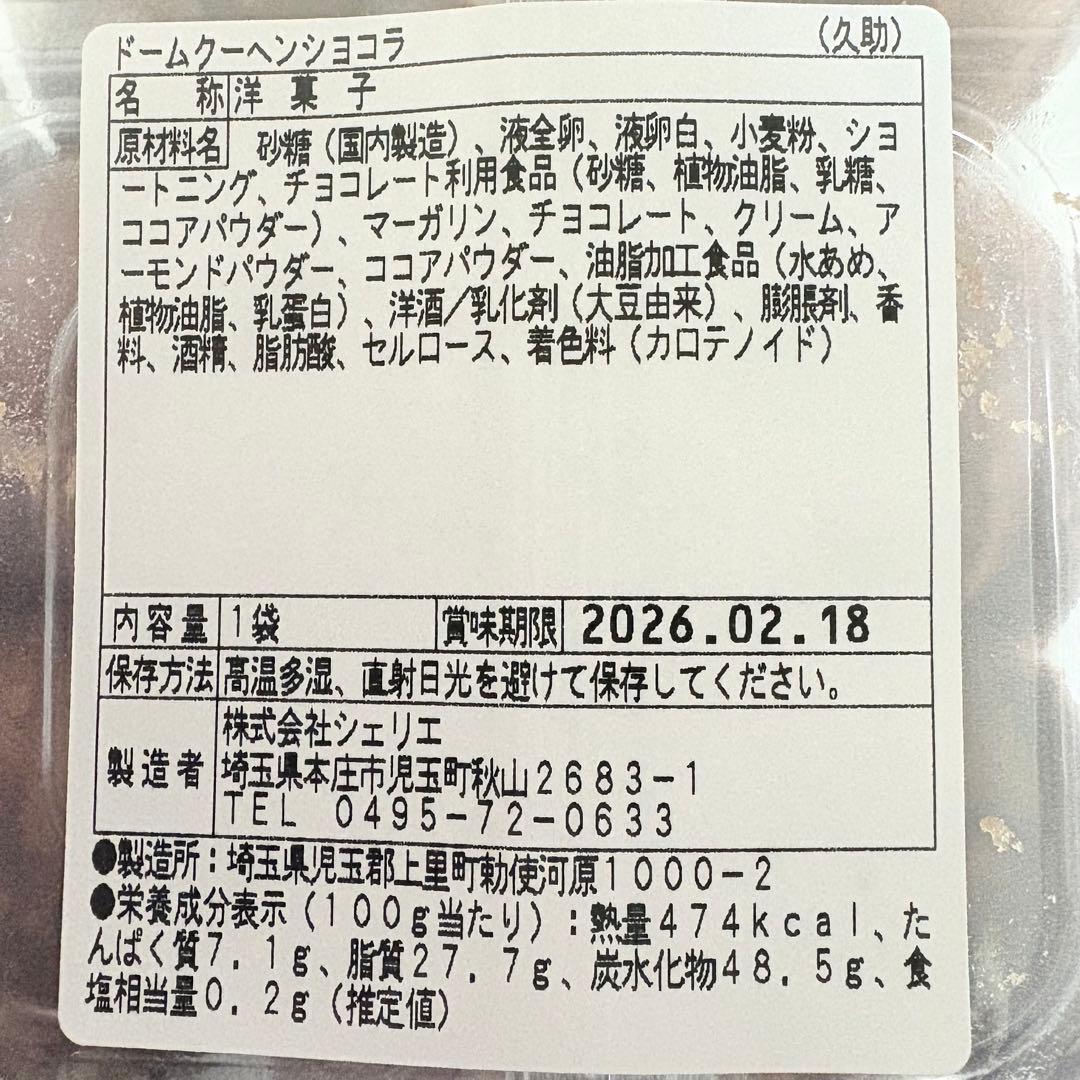 ドームクーヘンショコラ （久助）
名　称 洋菓子
原材料名 砂糖（国内製造）、液全卵、液卵白、小麦粉、ショ
ートニング、チョコレート利用食品（砂糖、植物油脂、乳糖、
ココアパウダー）、マーガリン、チョコレート、クリーム、ア
ーモンドパウダー、ココアパウダー、油脂加工食品（水あめ、
植物油脂、乳蛋白）、洋酒／乳化剤（大豆由来）、膨脹剤、香
料、酒精、脂肪酸、セルロース、着色料（カロテノイド）
内容量 1袋 賞味期限 2026.02.18
保存方法 高温多湿、直射日光を避けて保存してください。
製造者 株式会社シェリエ
埼玉県本庄市児玉町秋山２６８３－１
ＴＥＬ　０４９５－７２－０６３３
●製造所：埼玉県児玉郡上里町勅使河原１０００－２
●栄養成分表示（１００ｇ当たり）：熱量４７４ｋｃａｌ、た
んぱく質７．１ｇ、脂質２７．７ｇ、炭水化物４８．５ｇ、食
塩相当量０．２ｇ（推定値）